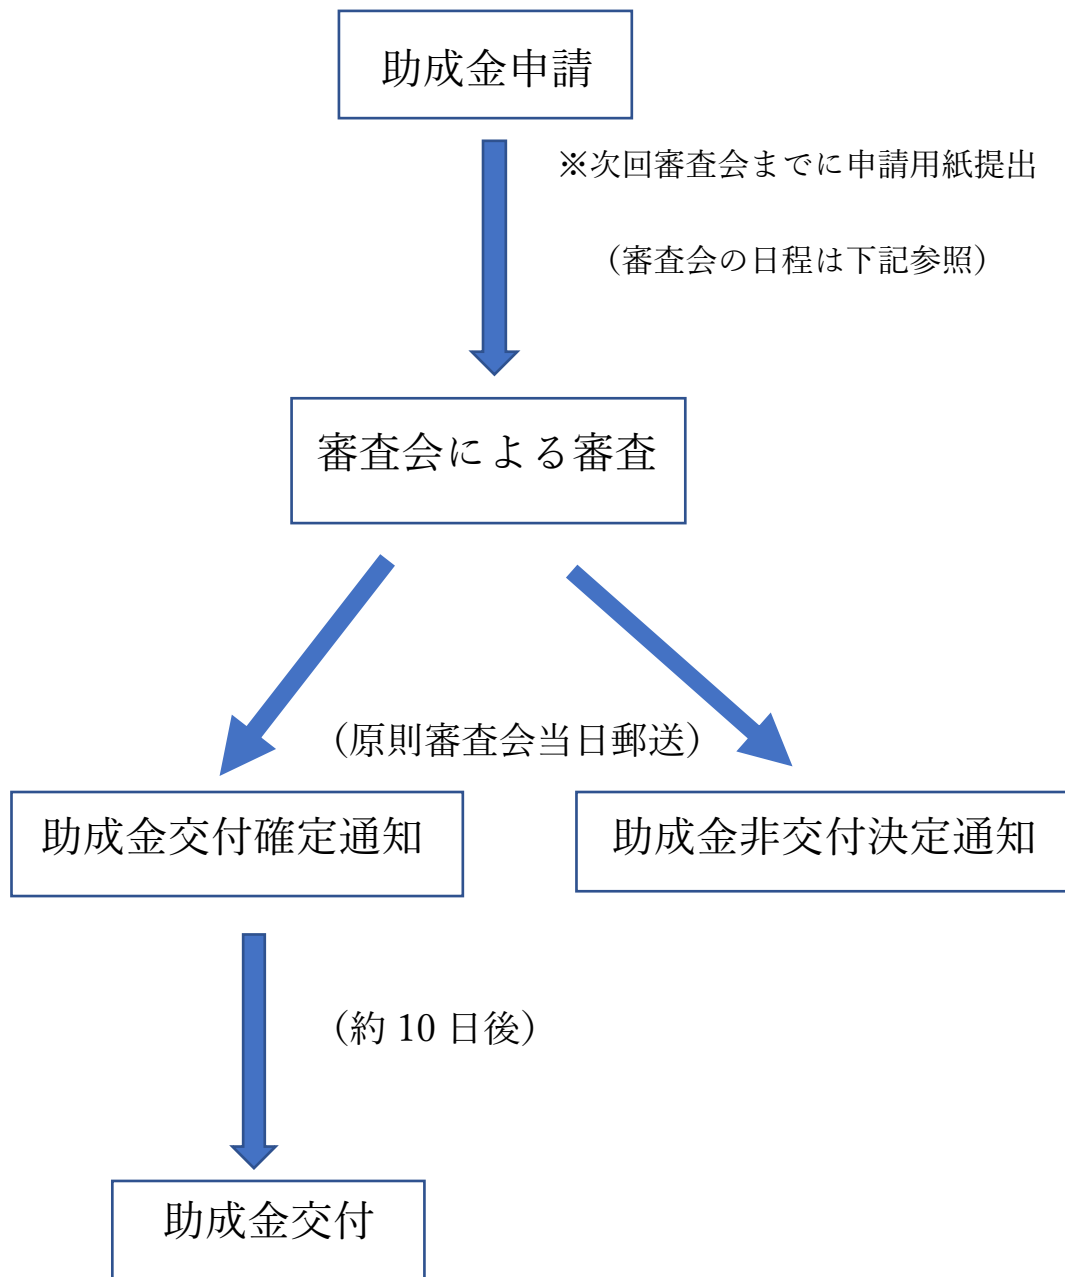 助成金申請
※次回審査会までに申請用紙提出
（審査会の日程は下記参照）
審査会による審査
（原則審査会当日郵送）
助成金交付確定通知
助成金非交付決定通知
（約 10 日後）
助成金交付